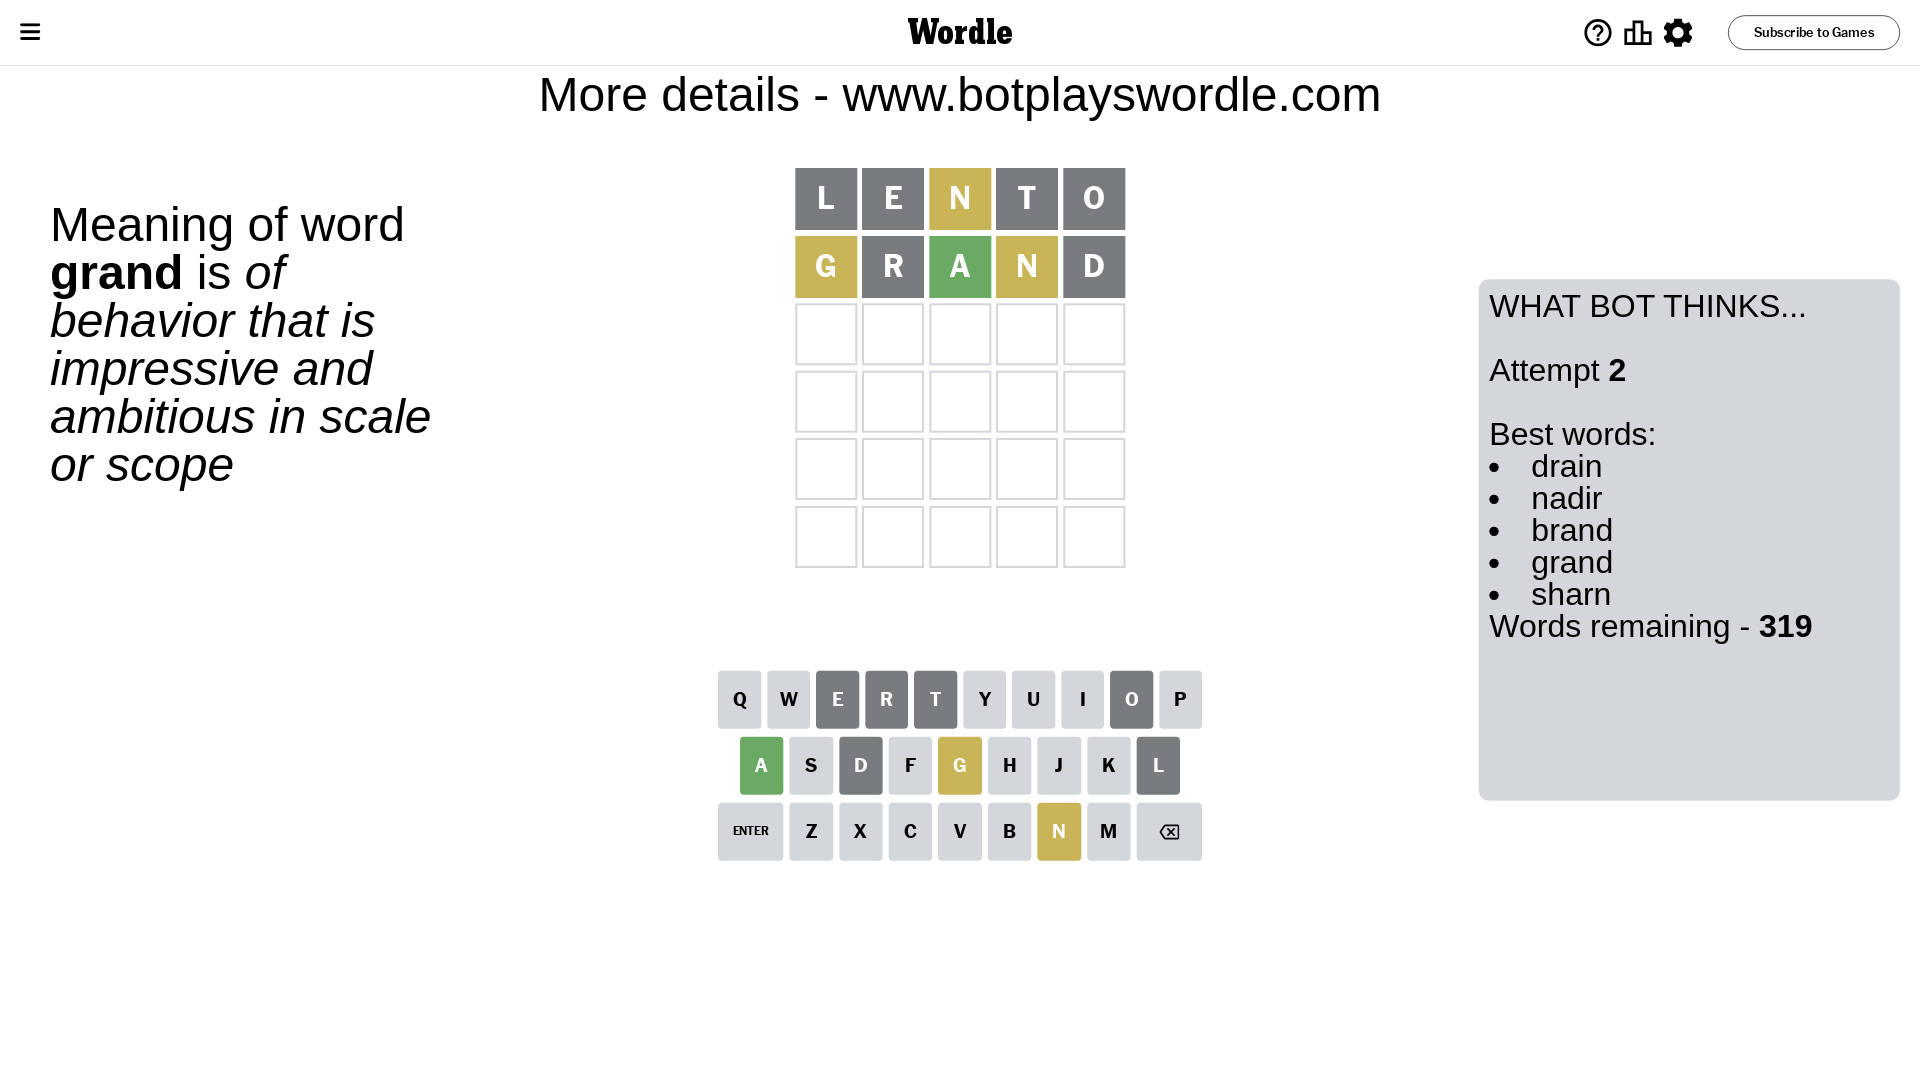 Wordle
Subscribe to Games
More details - www.botplayswordle.com
Meaning of word
grand is of
behavior that is
impressive and
ambitious in scale
or scope
L E N T O
G R A N D
WHAT BOT THINKS...
Attempt 2
Best words:
• drain
• nadir
• brand
• grand
• sharn
Words remaining - 319
Q W E R T Y U I O P
A S D F G H J K L
ENTER Z X C V B N M